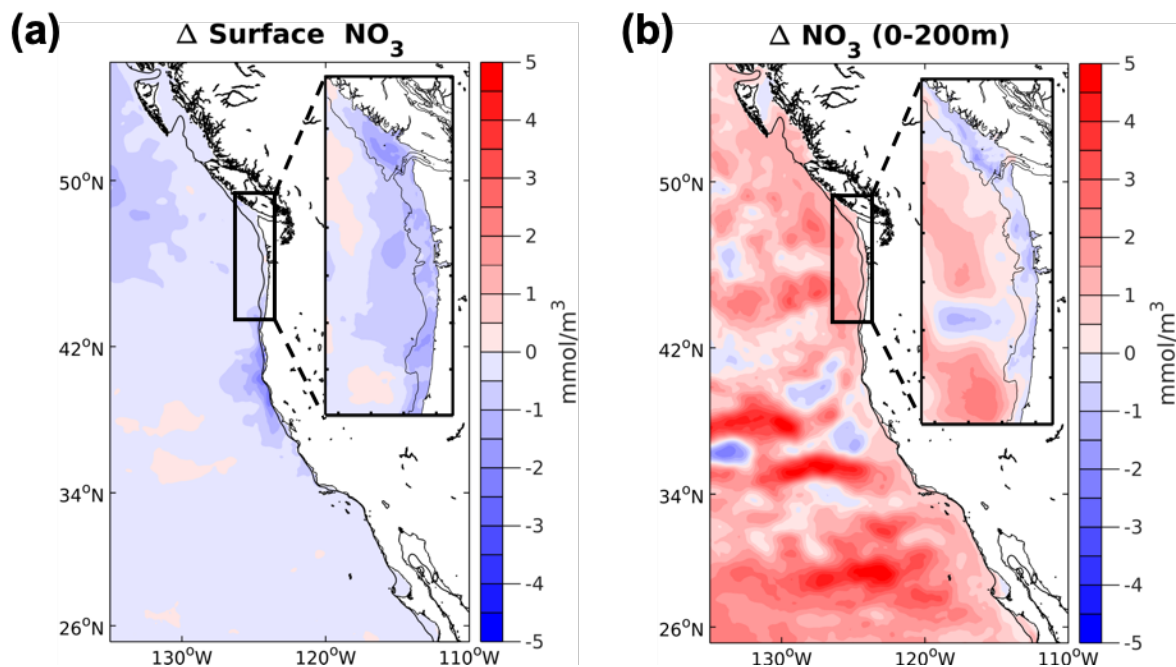 (a)
Δ Surface NO3
50°N
42°N
34°N
26°N
130°W
120°W
110°W
5
4
3
2
1
0
-1
-2
-3
-4
-5
mmol/m3
(b)
Δ NO3 (0-200m)
50°N
42°N
34°N
26°N
130°W
120°W
110°W
5
4
3
2
1
0
-1
-2
-3
-4
-5
mmol/m3